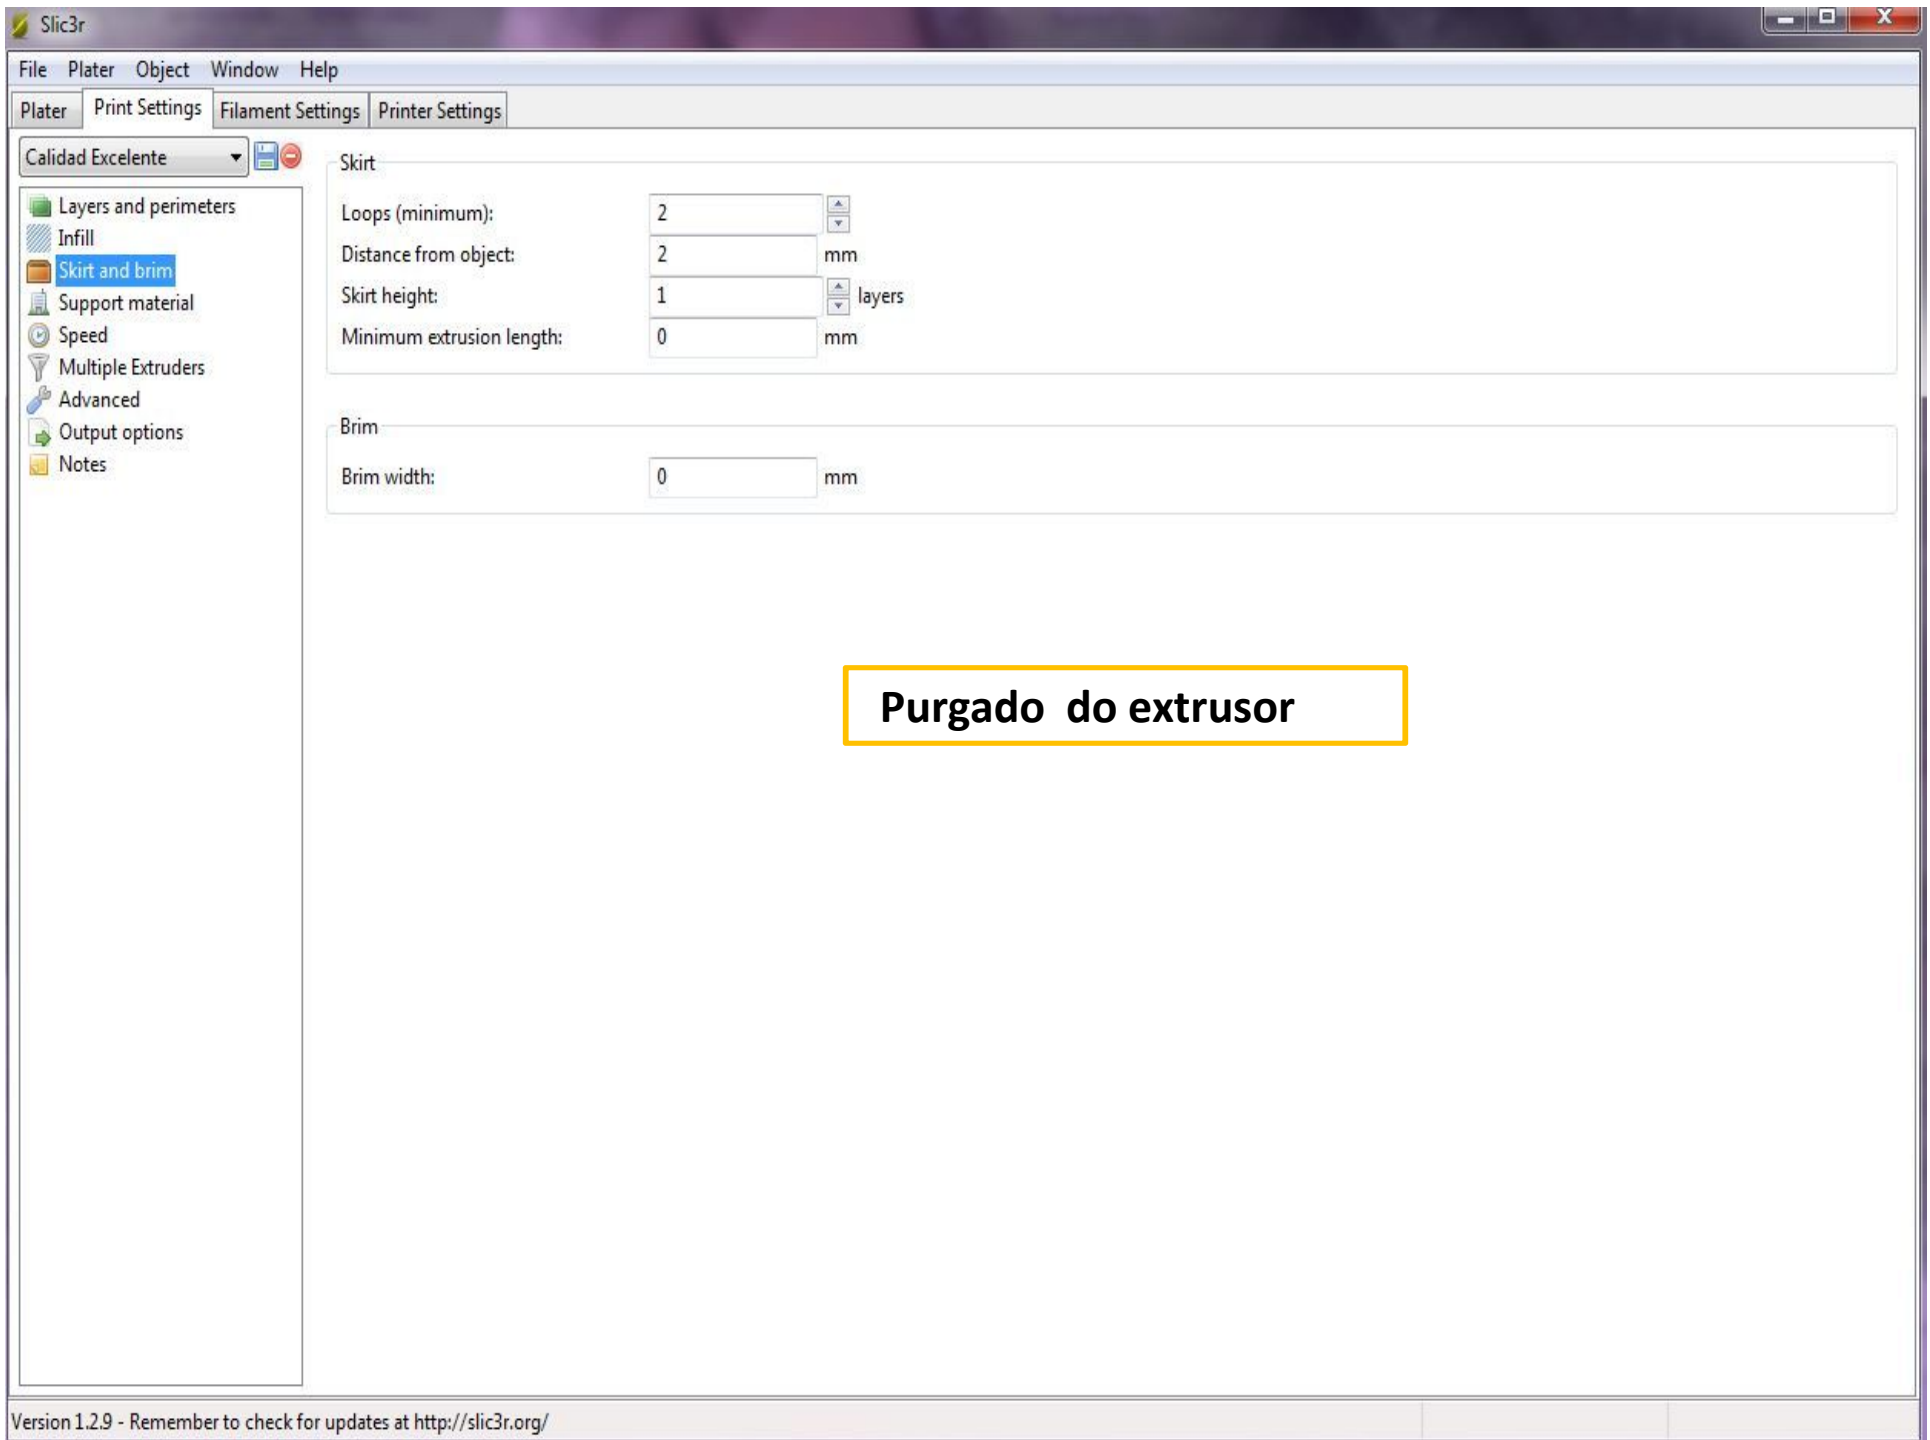 Slic3r
File Plater Object Window Help
Plater Print Settings Filament Settings Printer Settings
Calidad Excelente
Layers and perimeters
Infill
Skirt and brim
Support material
Speed
Multiple Extruders
Advanced
Output options
Notes
Skirt
Loops (minimum): 2
Distance from object: 2 mm
Skirt height: 1 layers
Minimum extrusion length: 0 mm
Brim
Brim width: 0 mm
Purgado do extrusor
Version 1.2.9 - Remember to check for updates at http://slic3r.org/